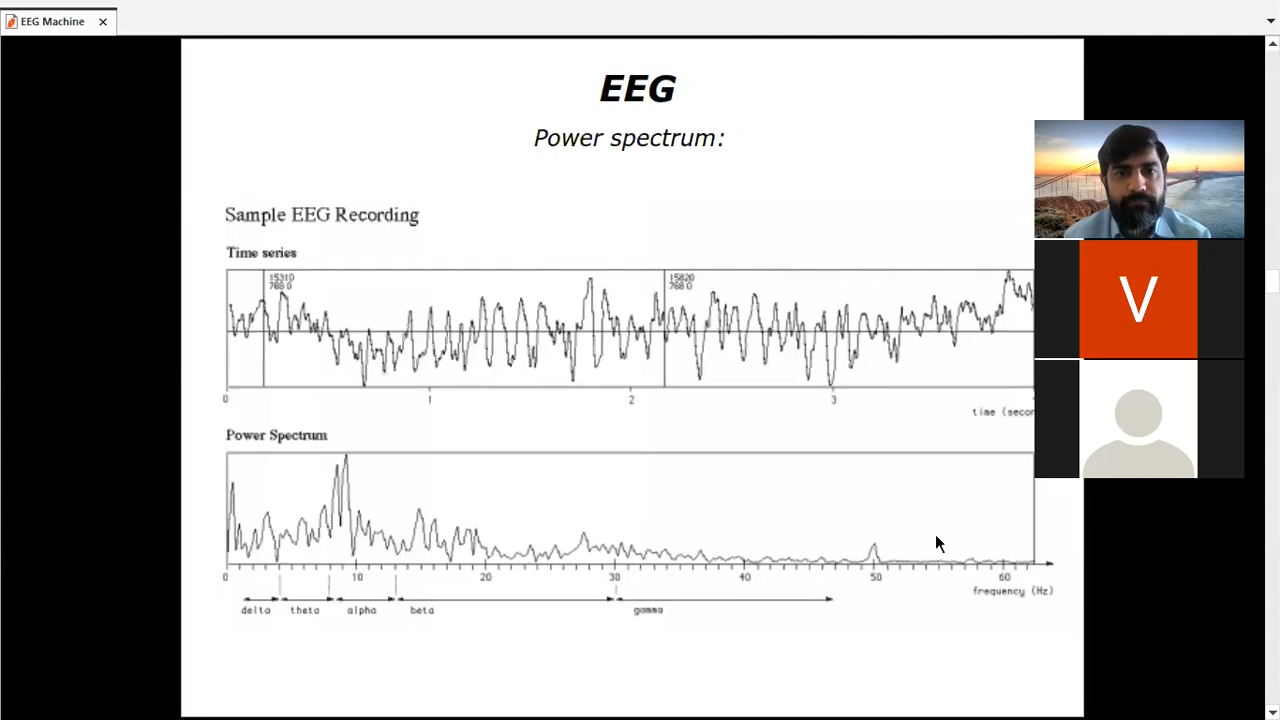 EEG Machine
EEG
Power spectrum:
Sample EEG Recording
Time series
15310
768 0
15820
768 0
0 1 2 3
time (secon
Power Spectrum
0 10 20 30 40 50 60
frequency (Hz)
delta theta alpha beta gamma
V